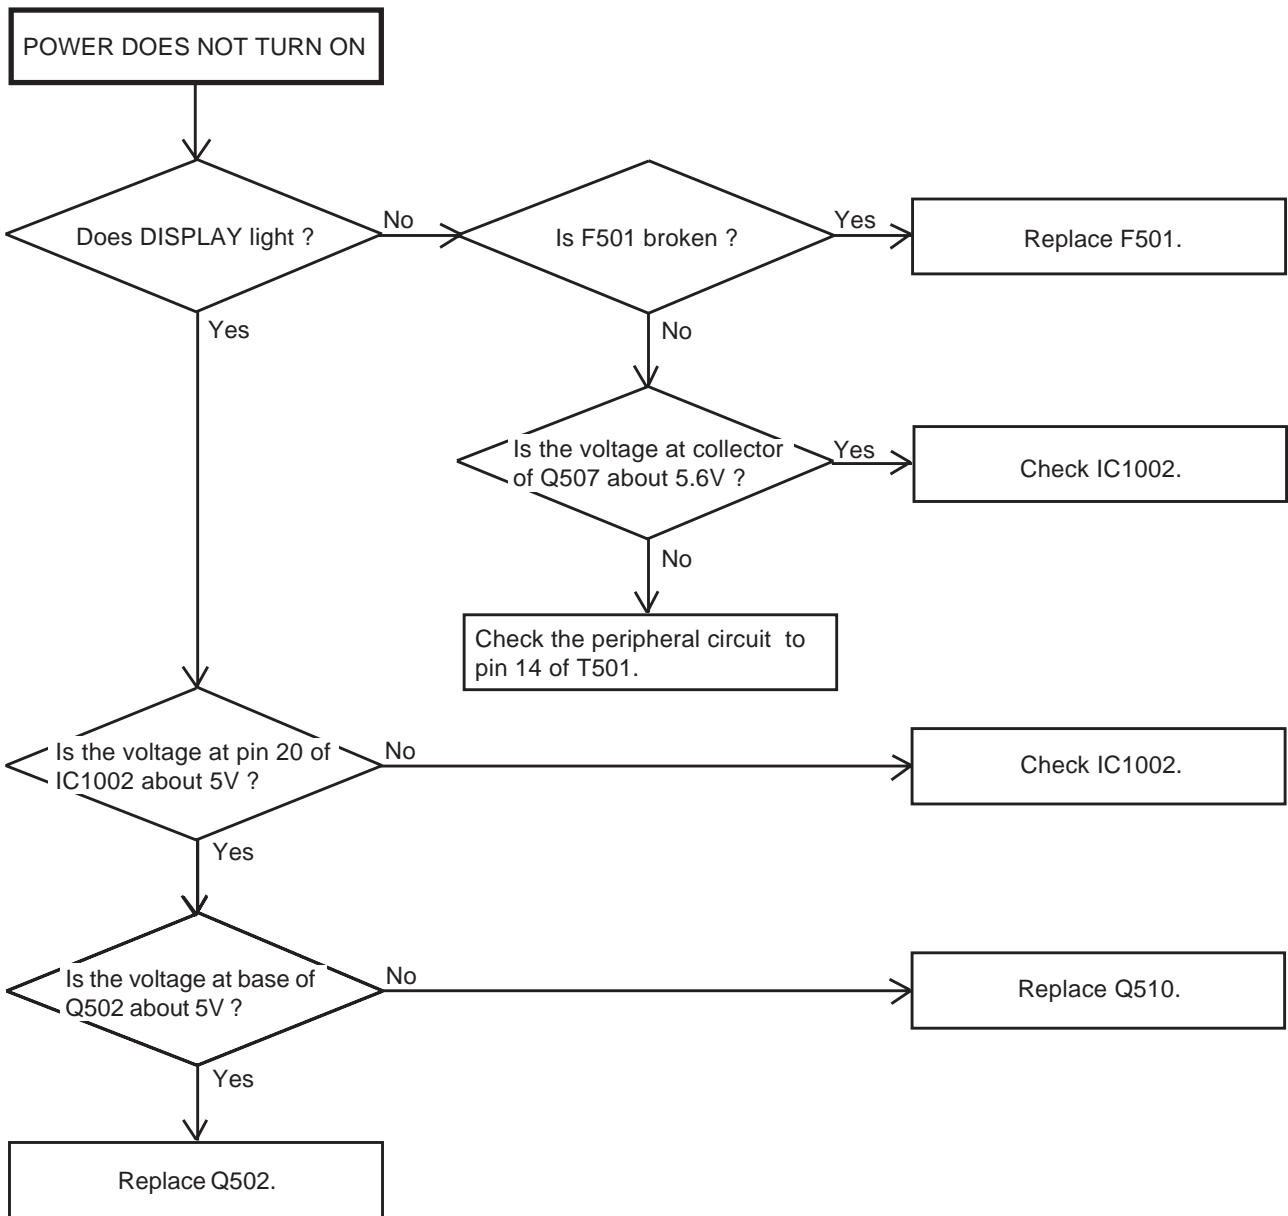 POWER DOES NOT TURN ON
Does DISPLAY light ?
No
Is F501 broken ?
Yes
Replace F501.
Yes
No
Is the voltage at collector
of Q507 about 5.6V ?
Yes
Check IC1002.
No
Check the peripheral circuit to
pin 14 of T501.
Is the voltage at pin 20 of
IC1002 about 5V ?
No
Check IC1002.
Yes
Is the voltage at base of
Q502 about 5V ?
No
Replace Q510.
Yes
Replace Q502.